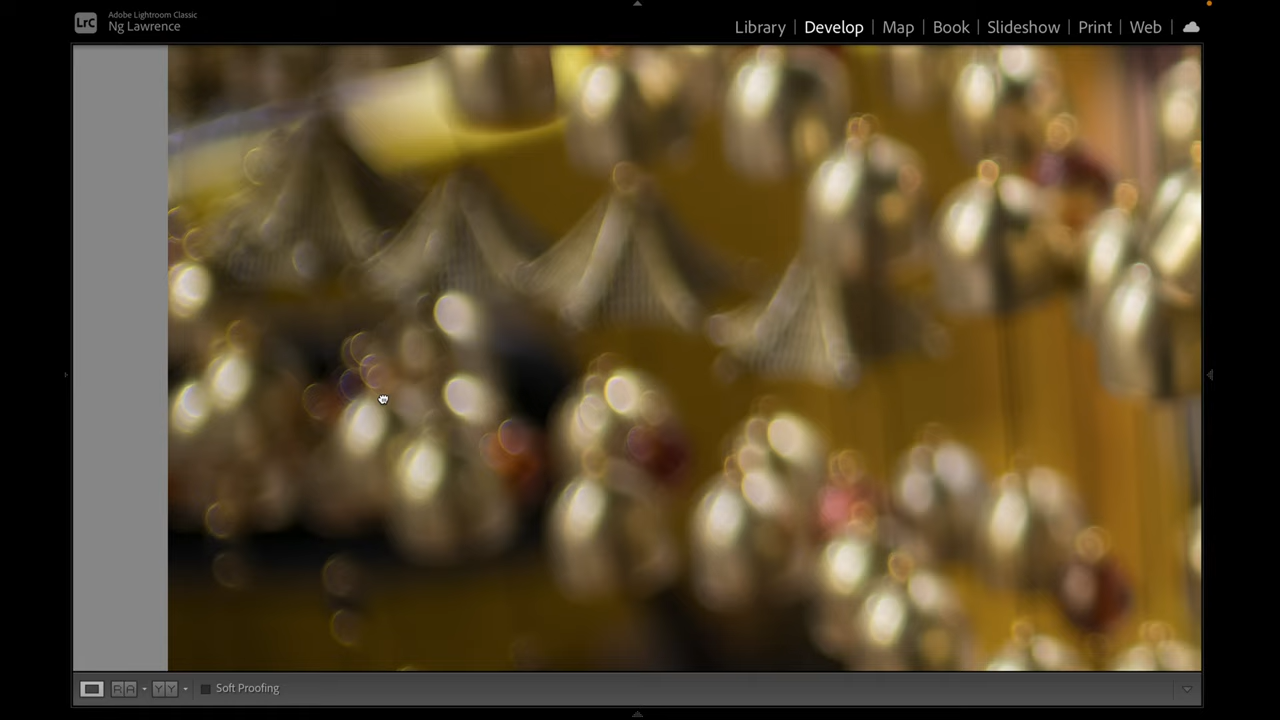 LrC
Adobe Lightroom Classic
Ng Lawrence
Library | Develop | Map | Book | Slideshow | Print | Web |
R A Y Y Soft Proofing